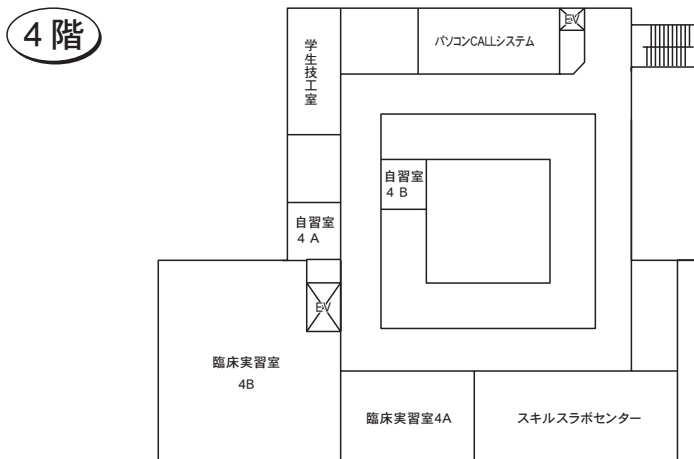 4階
EV
パソコンCALLシステム
学生技工室
自習室
4 B
自習室
4 A
EV
臨床実習室
4B
臨床実習室4A
スキルスラボセンター